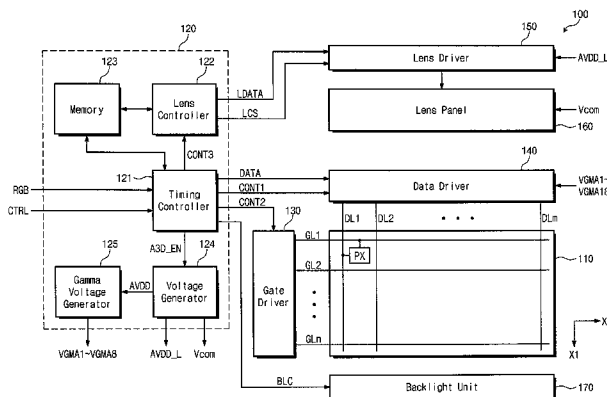 100
120
150
123
122
Lens Driver
AVDD_L
LDATA
Memory
Lens
Controller
LCS
Lens Panel
Vcom
160
CONT3
140
121
DATA
RGB
Timing
Controller
CONT1
Data Driver
VGMA1~
VGMA18
CTRL
CONT2
130
DL1
DL2
DLm
GL1
125
A3D_EN
124
PX
110
GL2
Gamma
Voltage
Generator
AVDD
Voltage
Generator
Gate
Driver
X
GLn
X1
VGMA1~VGMA8
AVDD_L
Vcom
BLC
Backlight Unit
170